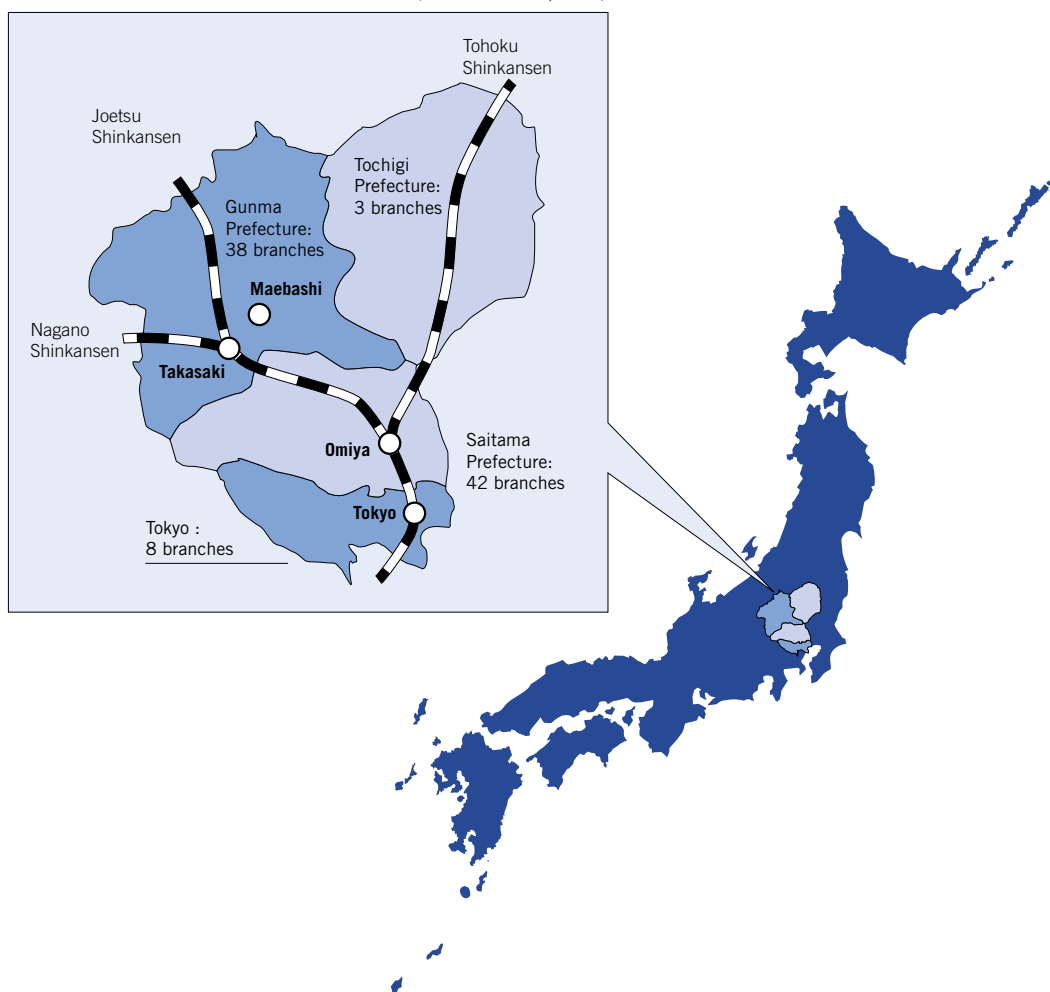 Tohoku
Shinkansen
Joetsu
Shinkansen
Tochigi
Prefecture:
3 branches
Gunma
Prefecture:
38 branches
Maebashi
Nagano
Shinkansen
Takasaki
Omiya
Saitama
Prefecture:
42 branches
Tokyo
Tokyo :
8 branches